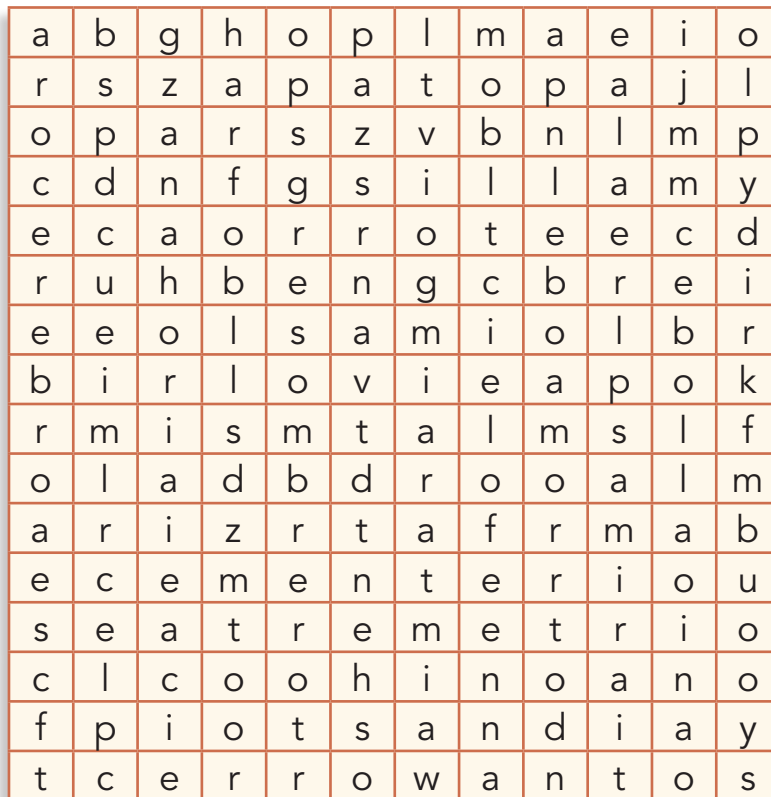 a b g h o p l m a e i o
r s z a p a t o p a j l
o p a r s z v b n l m p
c d n f g s i l l a m y
e c a o r r o t e e c d
r u h b e n g c b r e i
e e o l s a m i o l b r
b i r l o v i e a p o k
r m i s m t a l m s l f
o l a d b d r o o a l m
a r i z r t a f r m a b
e c e m e n t e r i o u
s e a t r e m e t r i o
c l c o o h i n o a n o
f p i o t s a n d i a y
t c e r r o w a n t o s